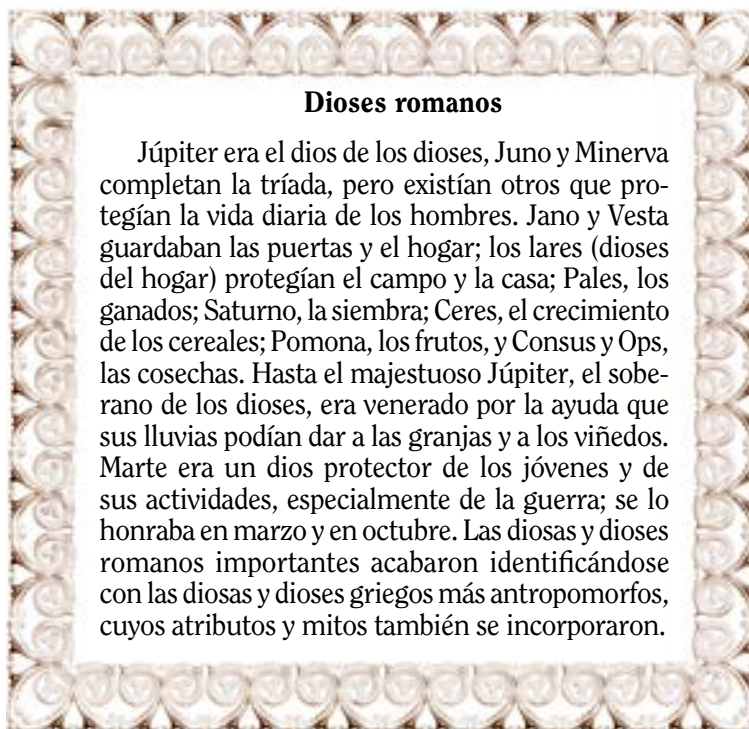 Dioses romanos
Júpiter era el dios de los dioses, Juno y Minerva
completan la tríada, pero existían otros que pro-
tegían la vida diaria de los hombres. Jano y Vesta
guardaban las puertas y el hogar; los lares (dioses
del hogar) protegían el campo y la casa; Pales, los
ganados; Saturno, la siembra; Ceres, el crecimiento
de los cereales; Pomona, los frutos, y Consus y Ops,
las cosechas. Hasta el majestuoso Júpiter, el sobe-
rano de los dioses, era venerado por la ayuda que
sus lluvias podían dar a las granjas y a los viñedos.
Marte era un dios protector de los jóvenes y de
sus actividades, especialmente de la guerra; se lo
honraba en marzo y en octubre. Las diosas y dioses
romanos importantes acabaron identificándose
con las diosas y dioses griegos más antropomorfos,
cuyos atributos y mitos también se incorporaron.